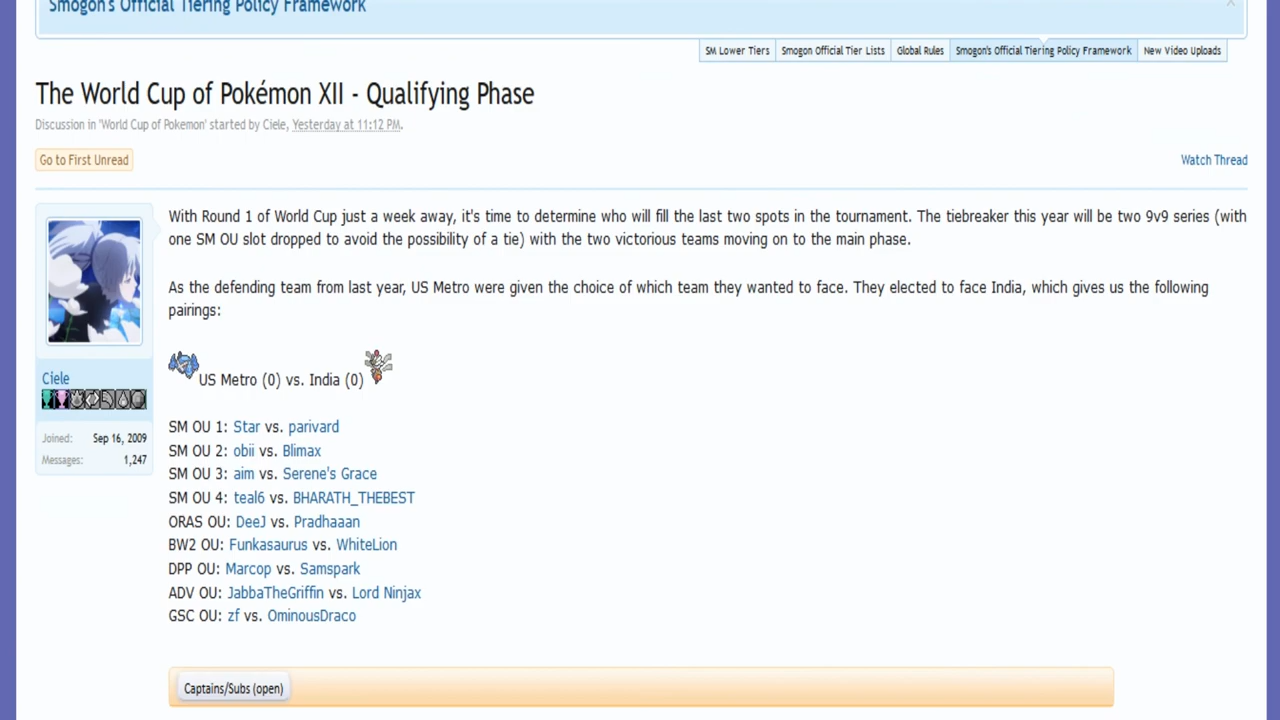 Smogon's Official Tiering Policy Framework
SM Lower Tiers
Smogon Official Tier Lists
Global Rules
Smogon's Official Tiering Policy Framework
New Video Uploads
The World Cup of Pokémon XII - Qualifying Phase
Discussion in 'World Cup of Pokemon' started by Ciele, Yesterday at 11:12 PM.
Go to First Unread
Watch Thread
With Round 1 of World Cup just a week away, it's time to determine who will fill the last two spots in the tournament. The tiebreaker this year will be two 9v9 series (with
one SM OU slot dropped to avoid the possibility of a tie) with the two victorious teams moving on to the main phase.
As the defending team from last year, US Metro were given the choice of which team they wanted to face. They elected to face India, which gives us the following
pairings:
US Metro (0) vs. India (0)
Ciele
Joined: Sep 16, 2009
Messages: 1,247
SM OU 1: Star vs. parivard
SM OU 2: obii vs. Blimax
SM OU 3: aim vs. Serene's Grace
SM OU 4: teal6 vs. BHARATH_THEBEST
ORAS OU: DeeJ vs. Pradhaaan
BW2 OU: Funkasaurus vs. WhiteLion
DPP OU: Marcop vs. Samspark
ADV OU: JabbaTheGriffin vs. Lord Ninjax
GSC OU: zf vs. OminousDraco
Captains/Subs (open)